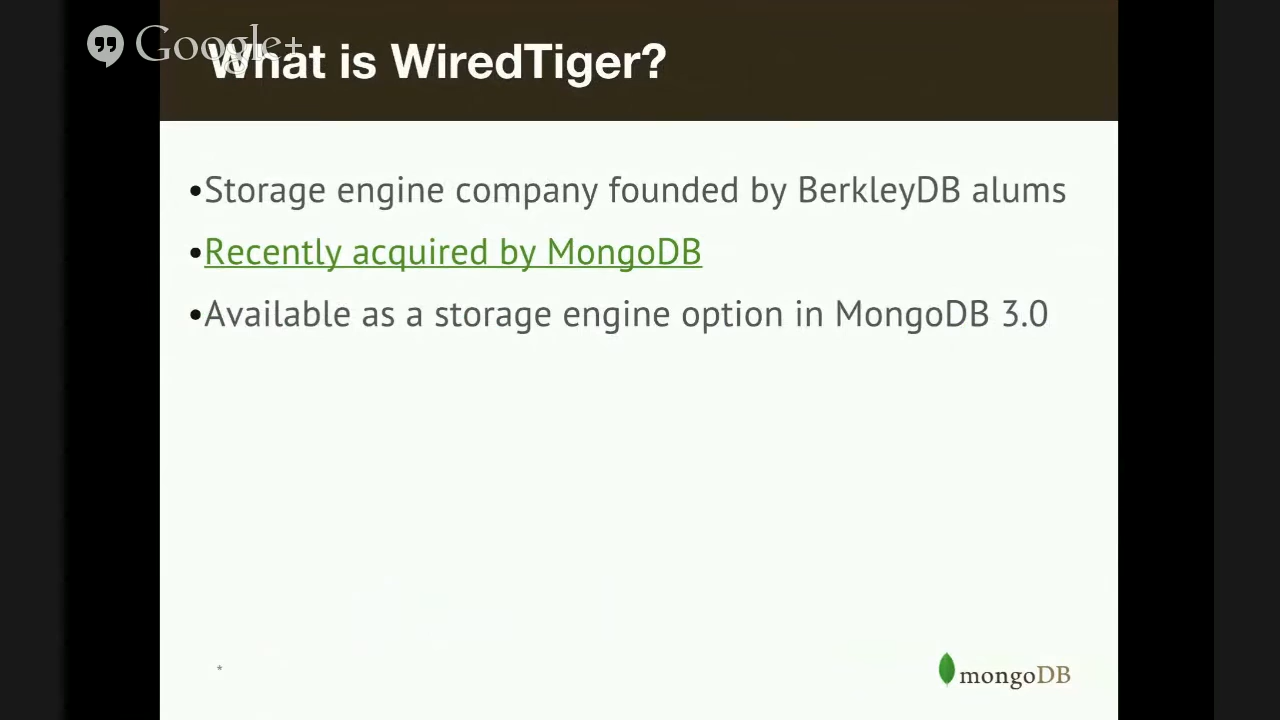 Google+
What is WiredTiger?
•Storage engine company founded by BerkleyDB alums
•Recently acquired by MongoDB
•Available as a storage engine option in MongoDB 3.0
*
mongoDB